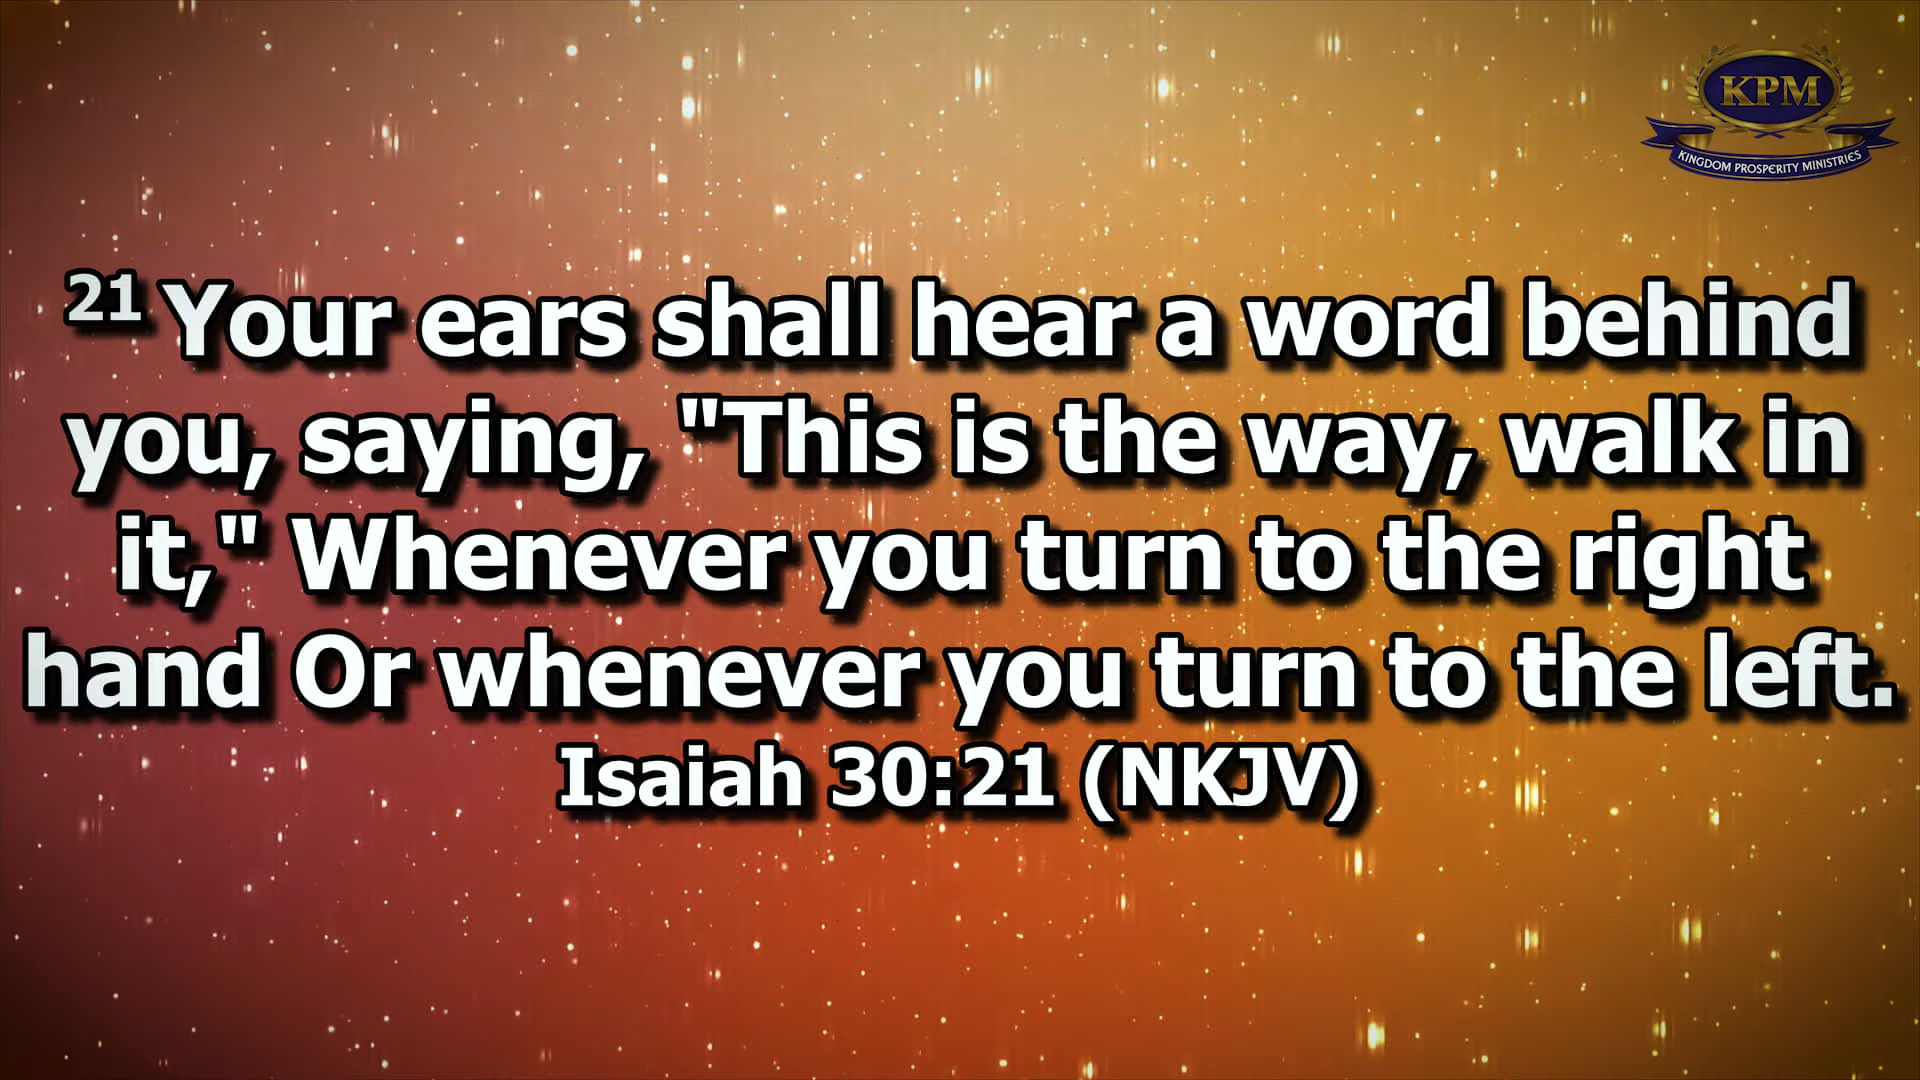 KPM
KINGDOM PROSPERITY MINISTRIES
21 Your ears shall hear a word behind
you, saying, "This is the way, walk in
it," Whenever you turn to the right
hand Or whenever you turn to the left.
Isaiah 30:21 (NKJV)